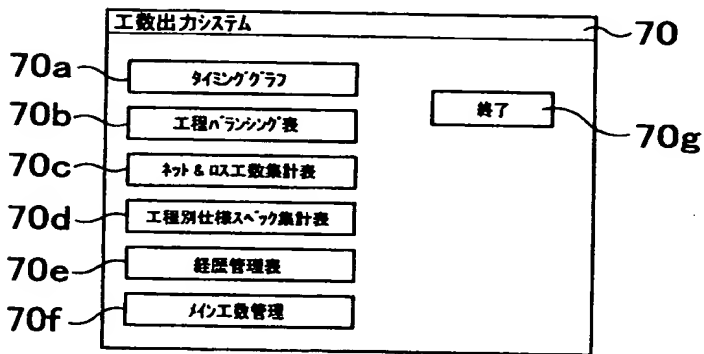 工数出力システム
70
70a
ﾀｲﾐﾝｸﾞｸﾞﾗﾌ
70b
工程ﾊﾞﾗﾝｼﾝｸﾞ表
終了
70g
70c
ﾈｯﾄ & ﾛｽ工数集計表
70d
工程別仕様ｽﾍﾟｯｸ集計表
70e
経歴管理表
70f
ﾒｲﾝ工数管理